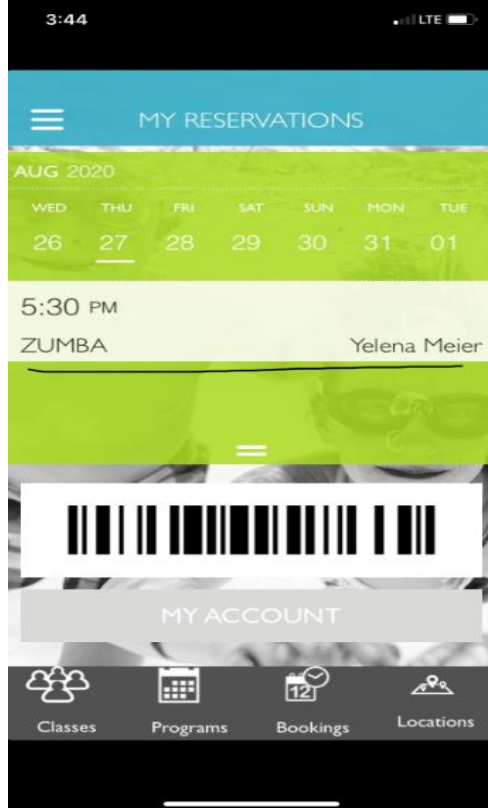 3:44 LTE
MY RESERVATIONS
AUG 2020
WED THU FRI SAT SUN MON TUE
26 27 28 29 30 31 01
5:30 PM
ZUMBA Yelena Meier
MY ACCOUNT
12
Classes Programs Bookings Locations